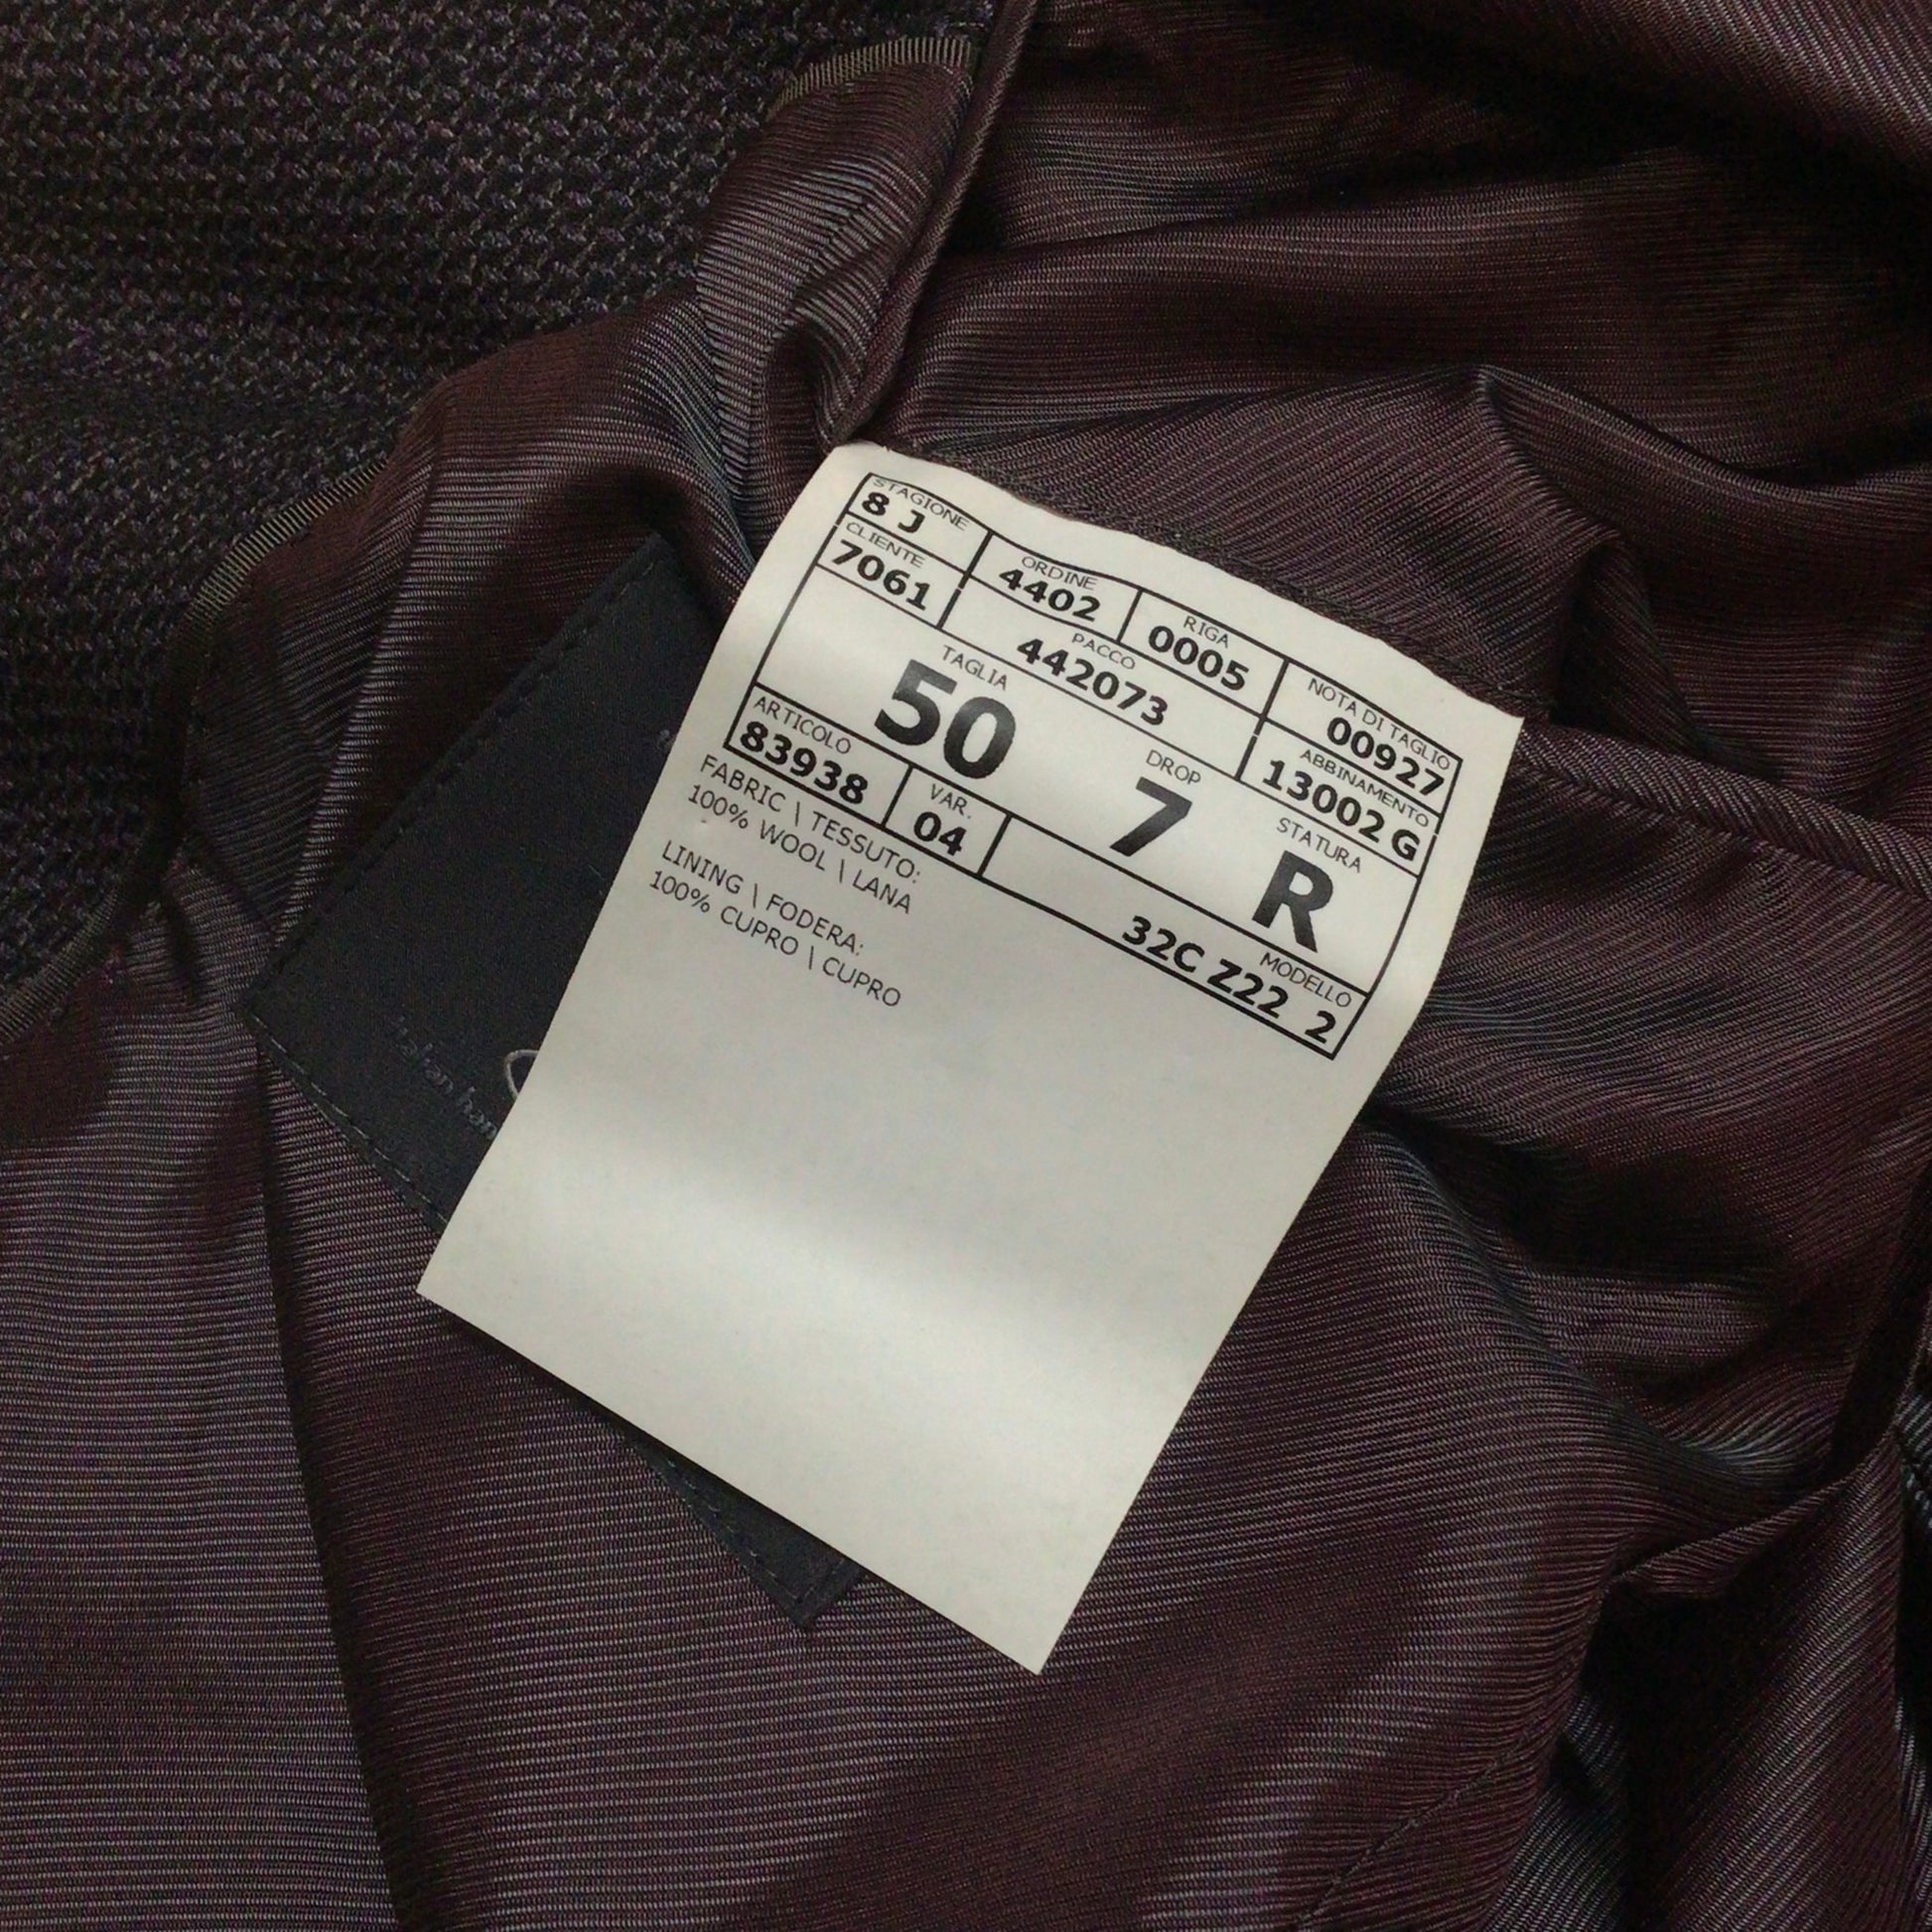 STAGIONE
8 J
ORDINE
4402
RIGA
0005
NOTA DI TAGLIO
00927
CLIENTE
7061
PACCO
442073
ABBINAMENTO
13002 G
TAGLIA
50
DROP
7
STATURA
R
ARTICOLO
83938
VAR.
04
MODELLO
32C Z22 2
FABRIC \ TESSUTO:
100% WOOL \ LANA
LINING \ FODERA:
100% CUPRO \ CUPRO
italian